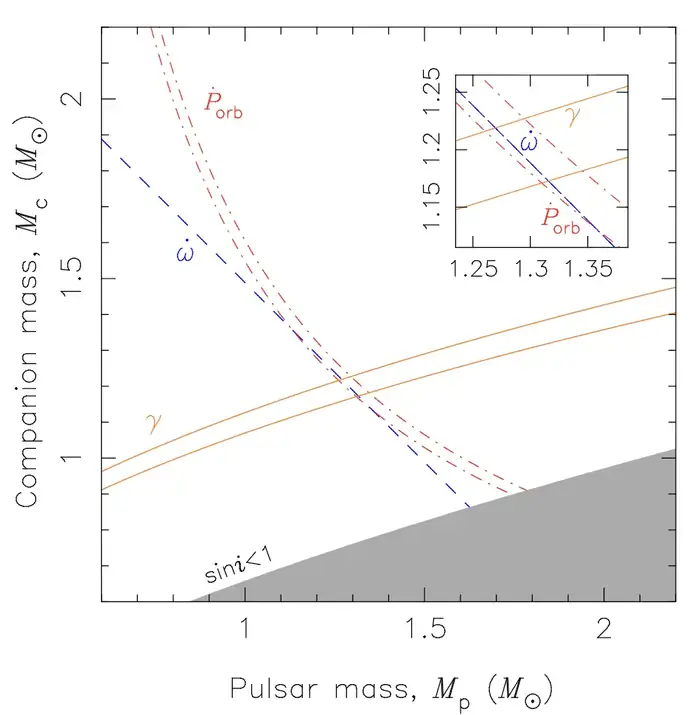 Companion mass, M_c (M_⊙)
2
1.5
1
Ṗ_orb
ω̇
γ
sini<1
1.25
1.2
1.15
γ
ω̇
Ṗ_orb
1.25 1.3 1.35
1 1.5 2
Pulsar mass, M_p (M_⊙)